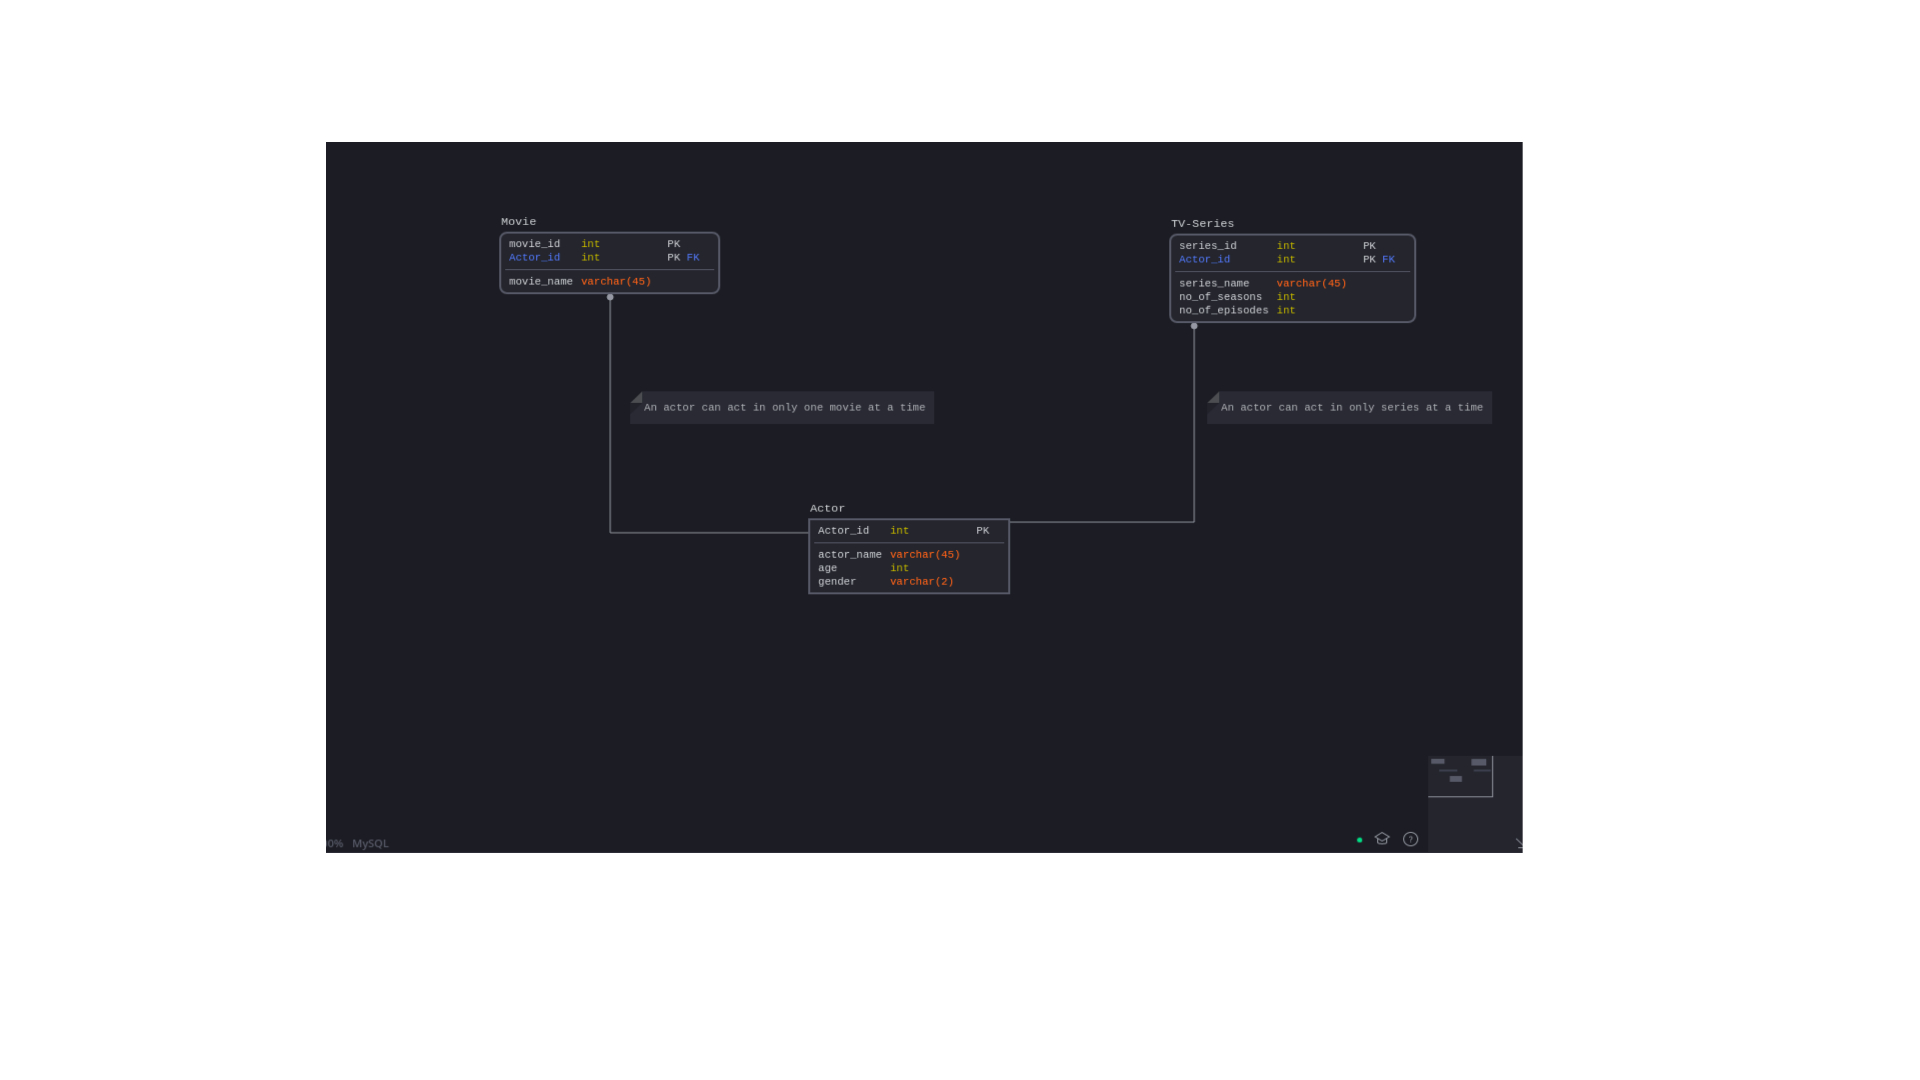 Movie
movie_id int PK
Actor_id int PK FK
movie_name varchar(45)
TV-Series
series_id int PK
Actor_id int PK FK
series_name varchar(45)
no_of_seasons int
no_of_episodes int
An actor can act in only one movie at a time
An actor can act in only series at a time
Actor
Actor_id int PK
actor_name varchar(45)
age int
gender varchar(2)
0% MySQL
?